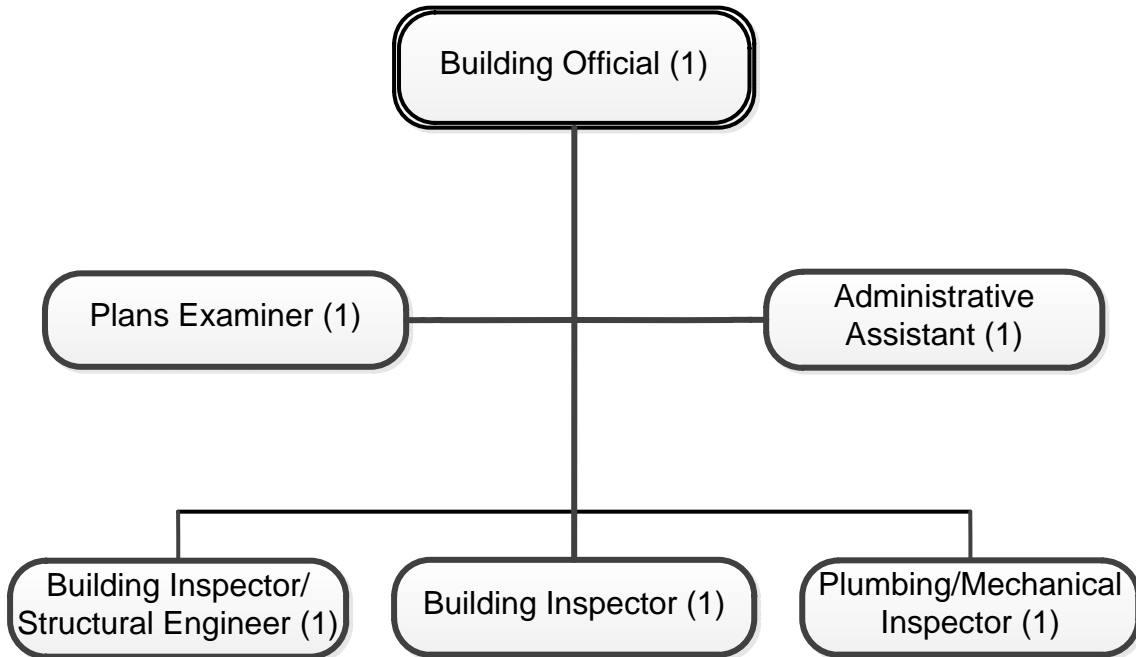 Building Official (1)
Plans Examiner (1)
Administrative
Assistant (1)
Building Inspector/
Structural Engineer (1)
Building Inspector (1)
Plumbing/Mechanical
Inspector (1)